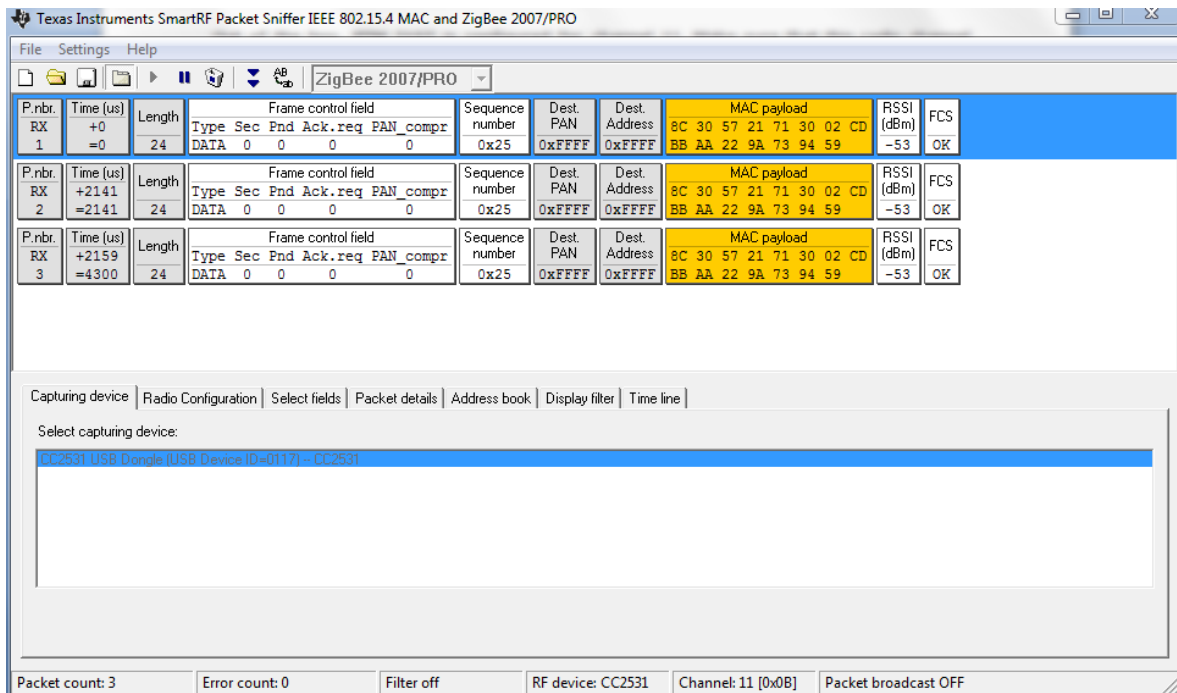 Texas Instruments SmartRF Packet Sniffer IEEE 802.15.4 MAC and ZigBee 2007/PRO
File Settings Help
ZigBee 2007/PRO
P.nbr. Time (us) Length Frame control field Sequence Dest. Dest. MAC payload RSSI FCS
RX +0 Type Sec Pnd Ack.req PAN_compr number PAN Address 8C 30 57 21 71 30 02 CD (dBm)
1 =0 24 DATA 0 0 0 0 0x25 0xFFFF 0xFFFF BB AA 22 9A 73 94 59 -53 OK
P.nbr. Time (us) Length Frame control field Sequence Dest. Dest. MAC payload RSSI FCS
RX +2141 Type Sec Pnd Ack.req PAN_compr number PAN Address 8C 30 57 21 71 30 02 CD (dBm)
2 =2141 24 DATA 0 0 0 0 0x25 0xFFFF 0xFFFF BB AA 22 9A 73 94 59 -53 OK
P.nbr. Time (us) Length Frame control field Sequence Dest. Dest. MAC payload RSSI FCS
RX +2159 Type Sec Pnd Ack.req PAN_compr number PAN Address 8C 30 57 21 71 30 02 CD (dBm)
3 =4300 24 DATA 0 0 0 0 0x25 0xFFFF 0xFFFF BB AA 22 9A 73 94 59 -53 OK
Capturing device Radio Configuration Select fields Packet details Address book Display filter Time line
Select capturing device:
CC2531 USB Dongle (USB Device ID=0117) -- CC2531
Packet count: 3 Error count: 0 Filter off RF device: CC2531 Channel: 11 [0x0B] Packet broadcast OFF